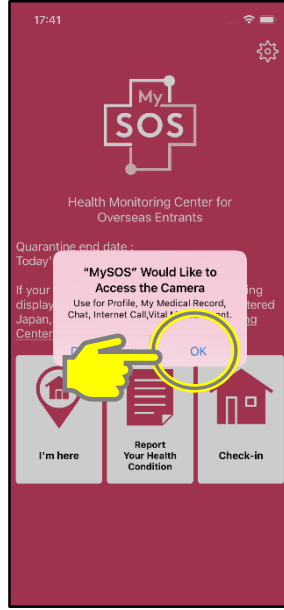 17:41
My
SOS
Health Monitoring Center for
Overseas Entrants
Quarantine end date :
Today'
"MySOS" Would Like to
Access the Camera
If your
Use for Profile, My Medical Record,
display
Chat, Internet Call,Vital
Japan,
Center
OK
I'm here
Report
Your Health
Condition
Check-in